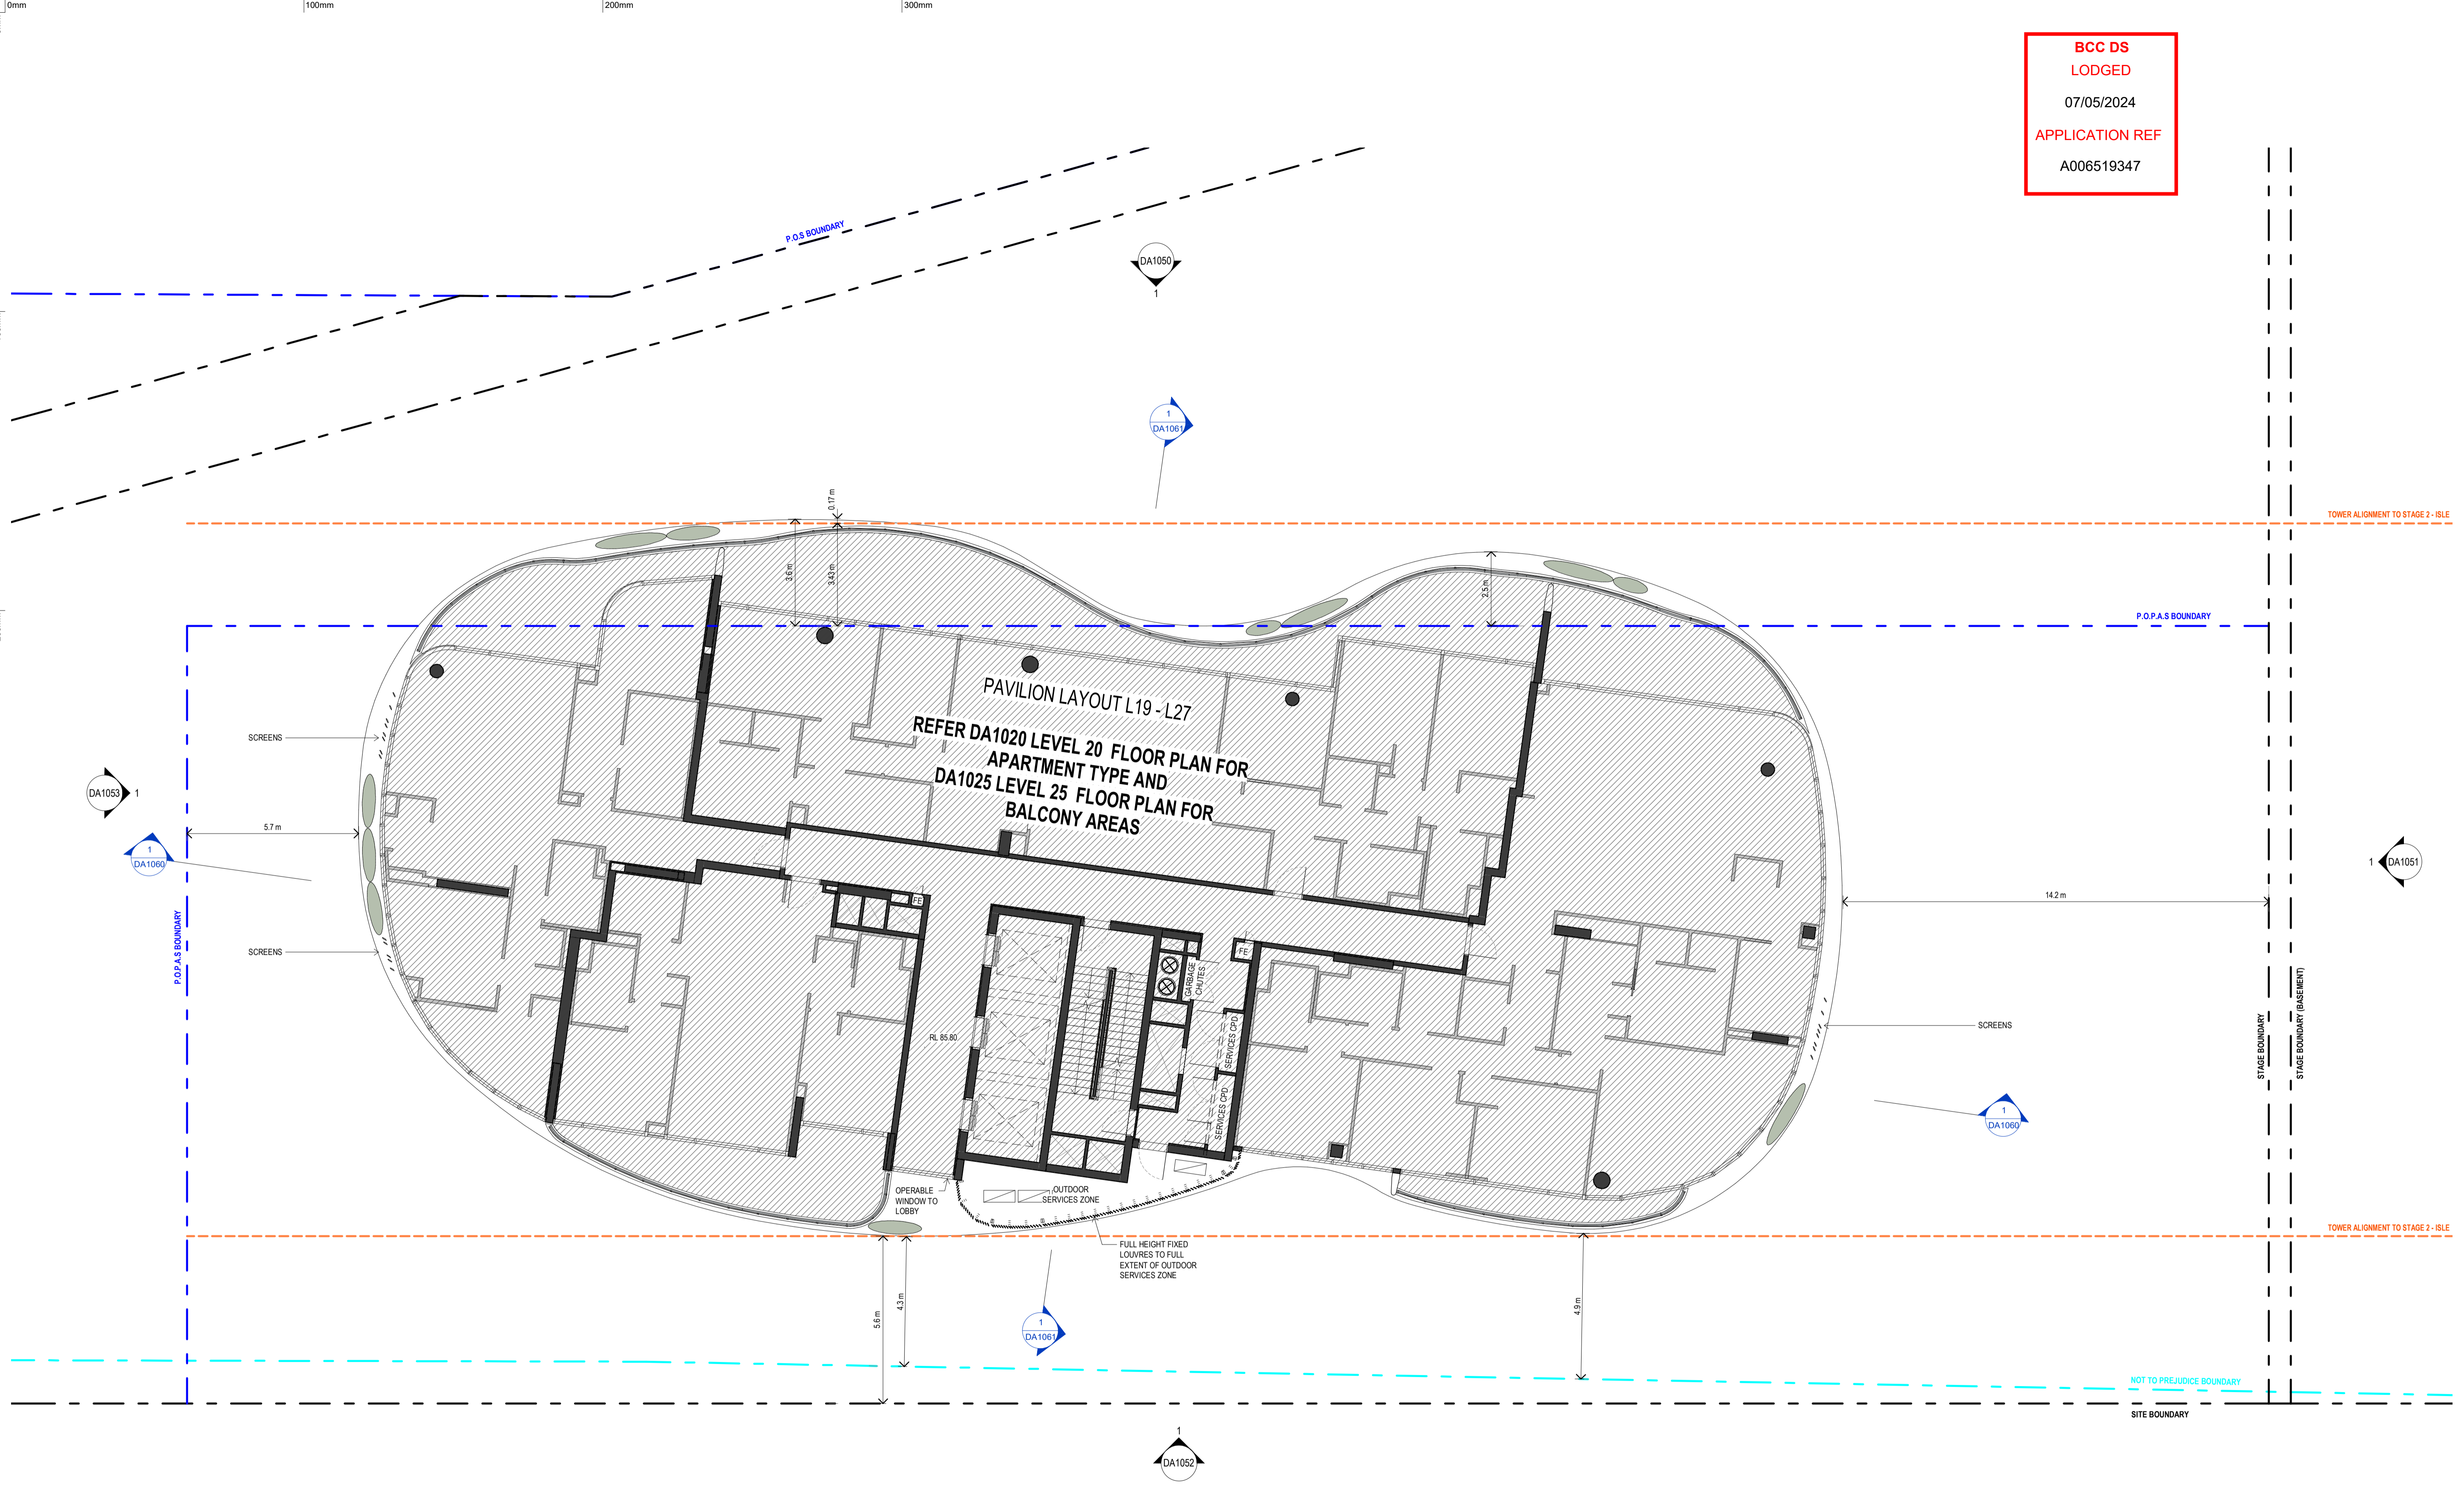 0mm
100mm
200mm
300mm
BCC DS
LODGED
07/05/2024
APPLICATION REF
A006519347
P.O.S BOUNDARY
DA1050
1
1
DA1061
TOWER ALIGNMENT TO STAGE 2 - ISLE
0.17 m
3.6 m
3.43 m
2.5 m
P.O.P.A.S BOUNDARY
PAVILION LAYOUT L19 - L27
REFER DA1020 LEVEL 20 FLOOR PLAN FOR
APARTMENT TYPE AND
DA1025 LEVEL 25 FLOOR PLAN FOR
BALCONY AREAS
SCREENS
DA1053
1
5.7 m
1
DA1060
1
DA1051
14.2 m
FE
FE
P.O.P.A.S BOUNDARY
SCREENS
GARBAGE
CHUTES
SERVICES CPD.
SERVICES CPD
RL 85.80
SCREENS
STAGE BOUNDARY
STAGE BOUNDARY (BASEMENT)
1
DA1060
OPERABLE
WINDOW TO
LOBBY
OUTDOOR
SERVICES ZONE
TOWER ALIGNMENT TO STAGE 2 - ISLE
FULL HEIGHT FIXED
LOUVRES TO FULL
EXTENT OF OUTDOOR
SERVICES ZONE
5.6 m
4.3 m
4.9 m
1
DA1061
NOT TO PREJUDICE BOUNDARY
SITE BOUNDARY
1
DA1052